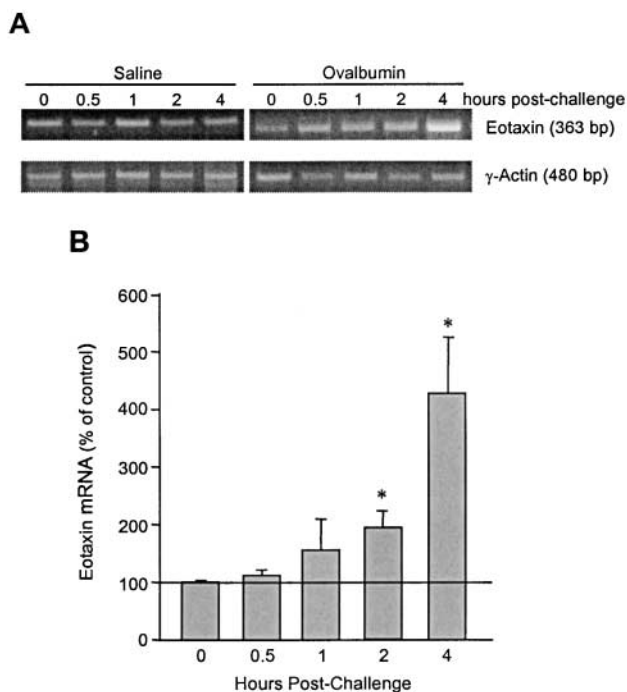 A
Saline Ovalbumin
0 0.5 1 2 4 0 0.5 1 2 4 hours post-challenge
Eotaxin (363 bp)
γ-Actin (480 bp)
B
600
500
400
300
200
100
0
Eotaxin mRNA (% of control)
*
*
0 0.5 1 2 4
Hours Post-Challenge